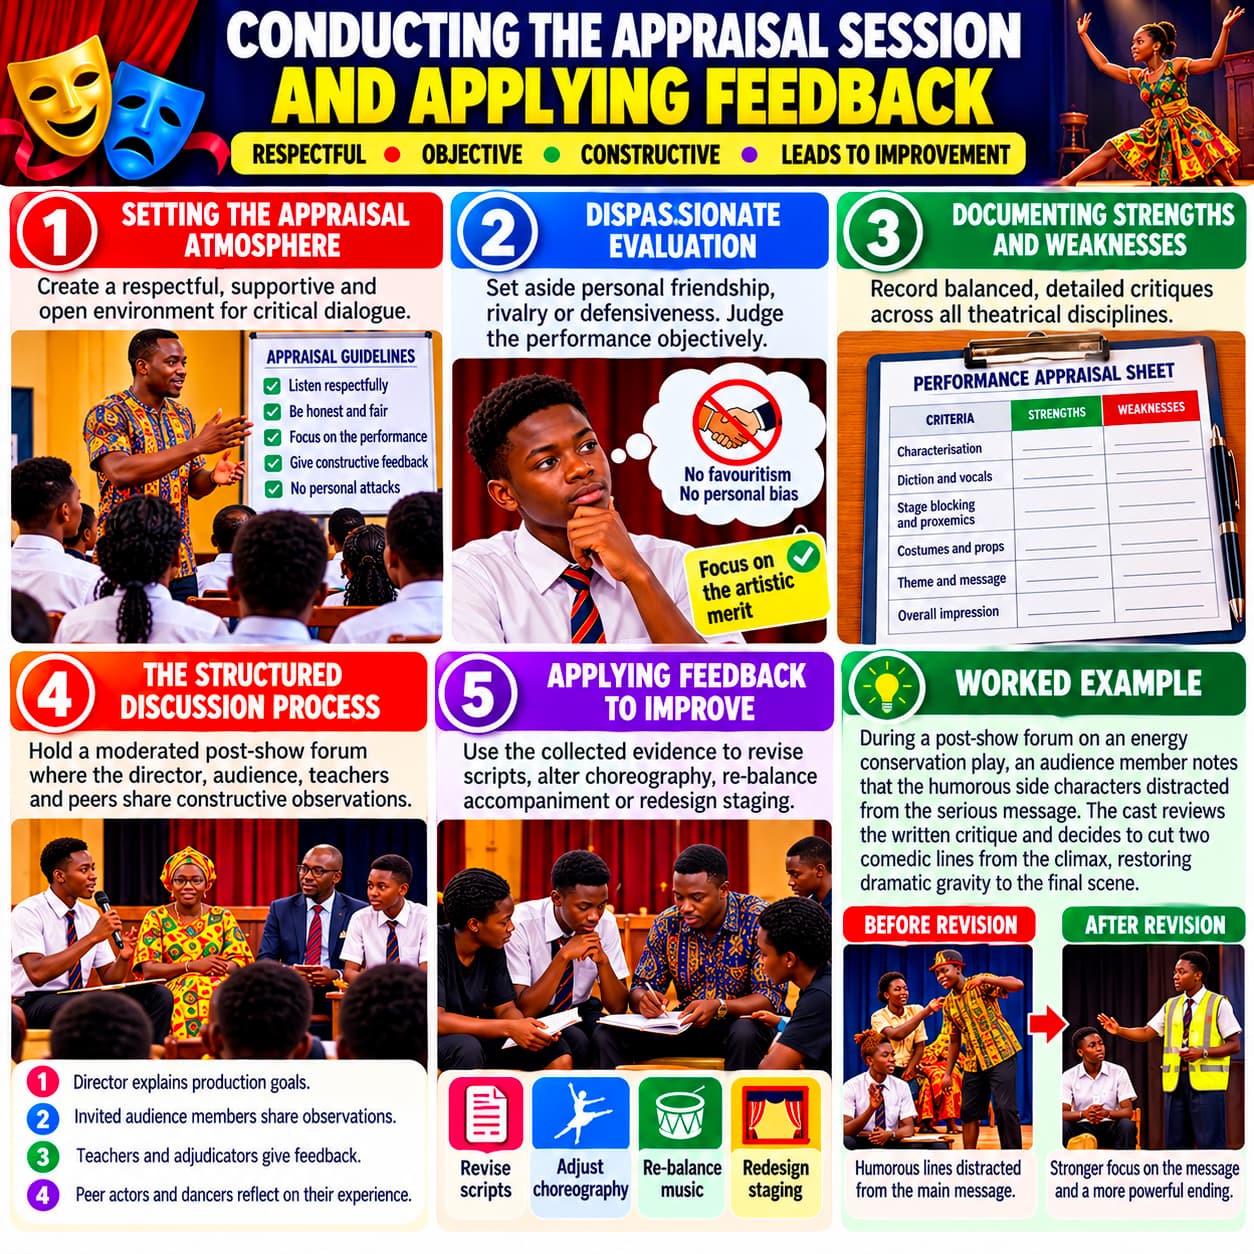 CONDUCTING THE APPRAISAL SESSION
AND APPLYING FEEDBACK
RESPECTFUL ● OBJECTIVE ● CONSTRUCTIVE ● LEADS TO IMPROVEMENT
1 SETTING THE APPRAISAL
ATMOSPHERE
Create a respectful, supportive and
open environment for critical dialogue.
APPRAISAL GUIDELINES
Listen respectfully
Be honest and fair
Focus on the performance
Give constructive feedback
No personal attacks
2 DISPAS.SIONATE
EVALUATION
Set aside personal friendship,
rivalry or defensiveness. Judge
the performance objectively.
No favouritism
No personal bias
Focus on
the artistic
merit
3 DOCUMENTING STRENGTHS
AND WEAKNESSES
Record balanced, detailed critiques
across all theatrical disciplines.
PERFORMANCE APPRAISAL SHEET
CRITERIA STRENGTHS WEAKNESSES
Characterisation
Diction and vocals
Stage blocking
and proxemics
Costumes and props
Theme and message
Overall impression
4 THE STRUCTURED
DISCUSSION PROCESS
Hold a moderated post-show forum
where the director, audience, teachers
and peers share constructive observations.
1 Director explains production goals.
2 Invited audience members share observations.
3 Teachers and adjudicators give feedback.
4 Peer actors and dancers reflect on their experience.
5 APPLYING FEEDBACK
TO IMPROVE
Use the collected evidence to revise
scripts, alter choreography, re-balance
accompaniment or redesign staging.
Revise
scripts
Adjust
choreography
Re-balance
music
Redesign
staging
WORKED EXAMPLE
During a post-show forum on an energy
conservation play, an audience member notes
that the humorous side characters distracted
from the serious message. The cast reviews
the written critique and decides to cut two
comedic lines from the climax, restoring
dramatic gravity to the final scene.
BEFORE REVISION
AFTER REVISION
Humorous lines distracted
from the main message.
Stronger focus on the message
and a more powerful ending.